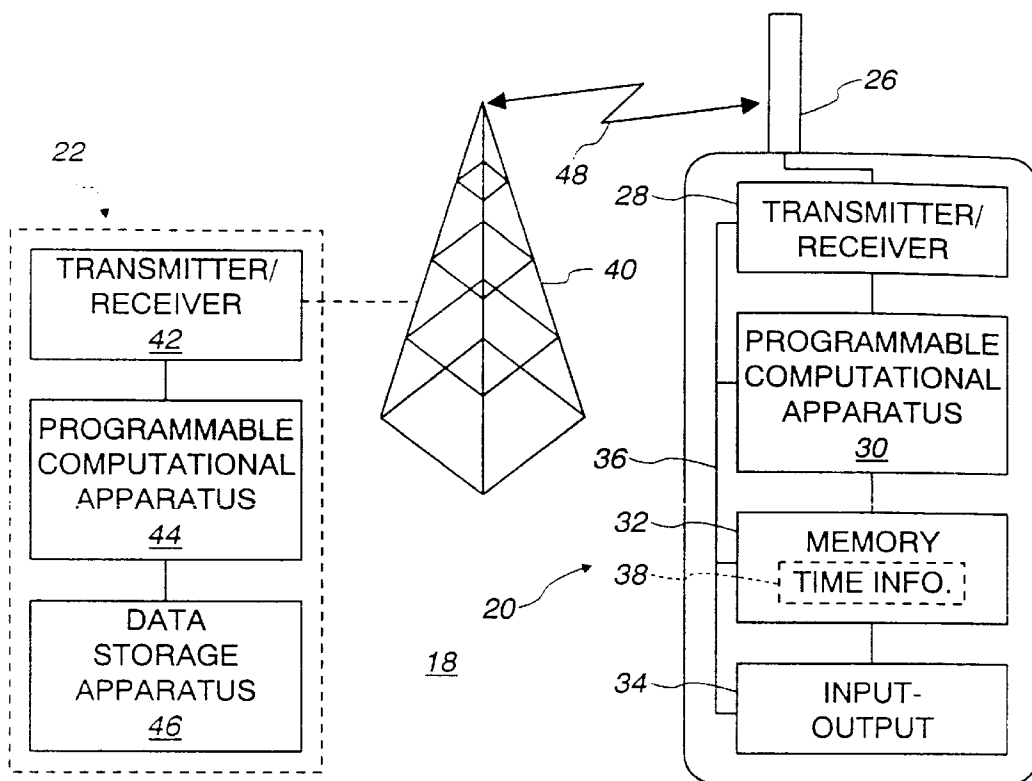 22
TRANSMITTER/
RECEIVER
42
PROGRAMMABLE
COMPUTATIONAL
APPARATUS
44
DATA
STORAGE
APPARATUS
46
40
48
18
26
28
TRANSMITTER/
RECEIVER
PROGRAMMABLE
COMPUTATIONAL
APPARATUS
30
36
32
MEMORY
38
TIME INFO.
20
34
INPUT-
OUTPUT